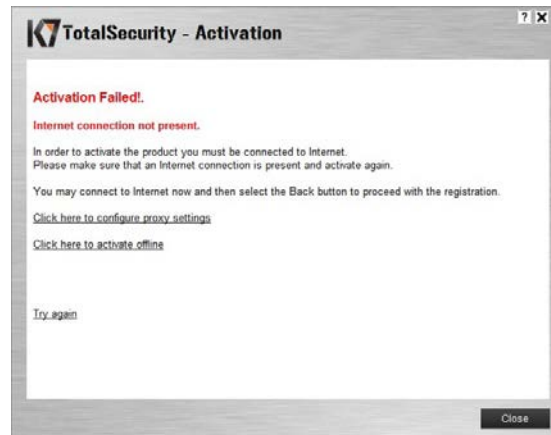 K7 TotalSecurity - Activation
? X
Activation Failed!.
Internet connection not present.
In order to activate the product you must be connected to Internet.
Please make sure that an Internet connection is present and activate again.
You may connect to Internet now and then select the Back button to proceed with the registration.
Click here to configure proxy settings
Click here to activate offline
Try again
Close